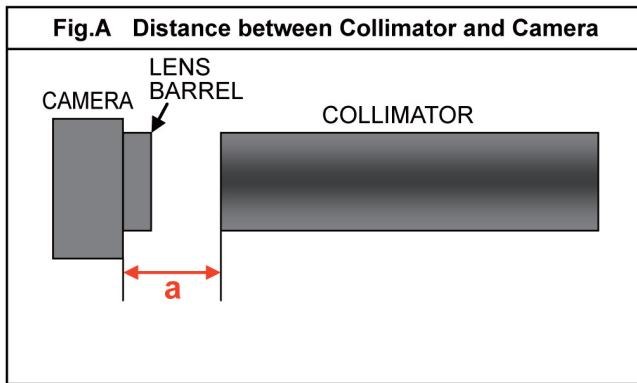 Fig.A Distance between Collimator and Camera
LENS
BARREL
CAMERA
COLLIMATOR
a